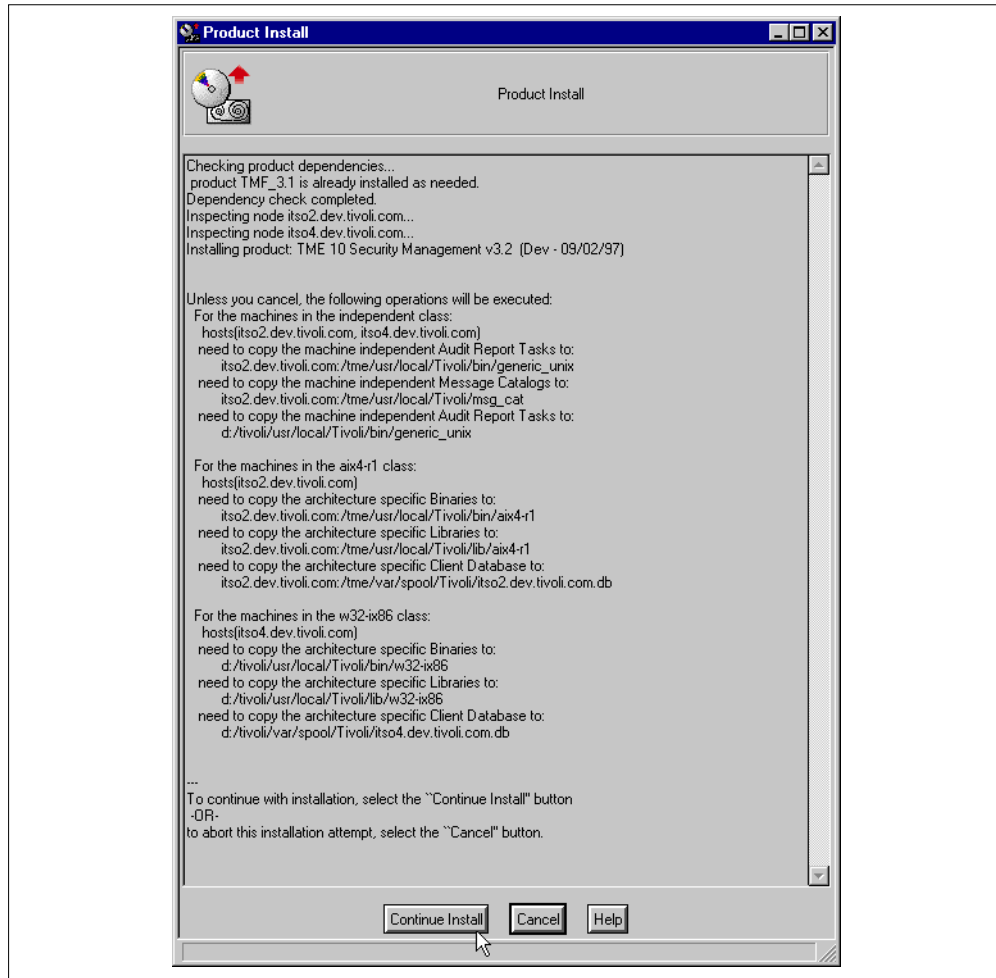 Product Install
Product Install
Checking product dependencies...
product TMF_3.1 is already installed as needed.
Dependency check completed.
Inspecting node itso2.dev.tivoli.com...
Inspecting node itso4.dev.tivoli.com...
Installing product: TME 10 Security Management v3.2 (Dev - 09/02/97)
Unless you cancel, the following operations will be executed:
For the machines in the independent class:
hosts(itso2.dev.tivoli.com, itso4.dev.tivoli.com)
need to copy the machine independent Audit Report Tasks to:
itso2.dev.tivoli.com:/tme/usr/local/Tivoli/bin/generic_unix
need to copy the machine independent Message Catalogs to:
itso2.dev.tivoli.com:/tme/usr/local/Tivoli/msg_cat
need to copy the machine independent Audit Report Tasks to:
d:/tivoli/usr/local/Tivoli/bin/generic_unix
For the machines in the aix4-r1 class:
hosts(itso2.dev.tivoli.com)
need to copy the architecture specific Binaries to:
itso2.dev.tivoli.com:/tme/usr/local/Tivoli/bin/aix4-r1
need to copy the architecture specific Libraries to:
itso2.dev.tivoli.com:/tme/usr/local/Tivoli/lib/aix4-r1
need to copy the architecture specific Client Database to:
itso2.dev.tivoli.com:/tme/var/spool/Tivoli/itso2.dev.tivoli.com.db
For the machines in the w32-ix86 class:
hosts(itso4.dev.tivoli.com)
need to copy the architecture specific Binaries to:
d:/tivoli/usr/local/Tivoli/bin/w32-ix86
need to copy the architecture specific Libraries to:
d:/tivoli/usr/local/Tivoli/lib/w32-ix86
need to copy the architecture specific Client Database to:
d:/tivoli/var/spool/Tivoli/itso4.dev.tivoli.com.db
---
To continue with installation, select the ``Continue Install'' button
-OR-
to abort this installation attempt, select the ``Cancel'' button.
Continue Install Cancel Help